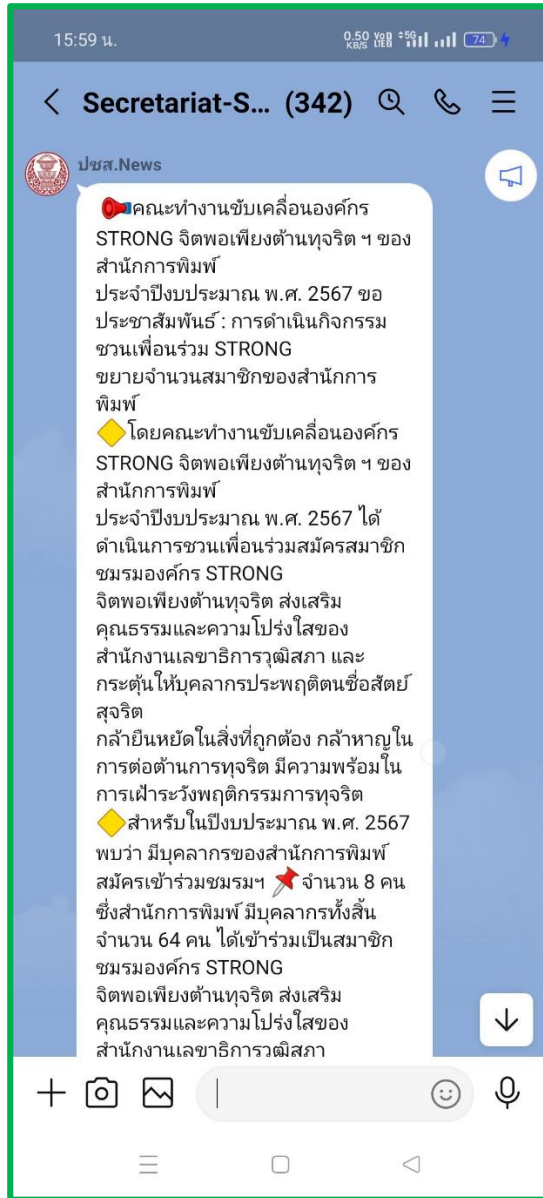 15:59 น.
0.50 KB/S Vo5G LTE 5G 74
Secretariat-S... (342)
ปชส.News
คณะทำงานขับเคลื่อนองค์กร
STRONG จิตพอเพียงต้านทุจริต ฯ ของ
สำนักการพิมพ์
ประจำปีงบประมาณ พ.ศ. 2567 ขอ
ประชาสัมพันธ์ : การดำเนินกิจกรรม
ชวนเพื่อนร่วม STRONG
ขยายจำนวนสมาชิกของสำนักการ
พิมพ์
โดยคณะทำงานขับเคลื่อนองค์กร
STRONG จิตพอเพียงต้านทุจริต ฯ ของ
สำนักการพิมพ์
ประจำปีงบประมาณ พ.ศ. 2567 ได้
ดำเนินการชวนเพื่อนร่วมสมัครสมาชิก
ชมรมองค์กร STRONG
จิตพอเพียงต้านทุจริต ส่งเสริม
คุณธรรมและความโปร่งใสของ
สำนักงานเลขาธิการวุฒิสภา และ
กระตุ้นให้บุคลากรประพฤติตนซื่อสัตย์
สุจริต
กล้ายืนหยัดในสิ่งที่ถูกต้อง กล้าหาญใน
การต่อต้านการทุจริต มีความพร้อมใน
การเฝ้าระวังพฤติกรรมการทุจริต
สำหรับในปีงบประมาณ พ.ศ. 2567
พบว่า มีบุคลากรของสำนักการพิมพ์
สมัครเข้าร่วมชมรมฯ จำนวน 8 คน
ซึ่งสำนักการพิมพ์ มีบุคลากรทั้งสิ้น
จำนวน 64 คน ได้เข้าร่วมเป็นสมาชิก
ชมรมองค์กร STRONG
จิตพอเพียงต้านทุจริต ส่งเสริม
คุณธรรมและความโปร่งใสของ
สำนักงานเลขาธิการวุฒิสภา